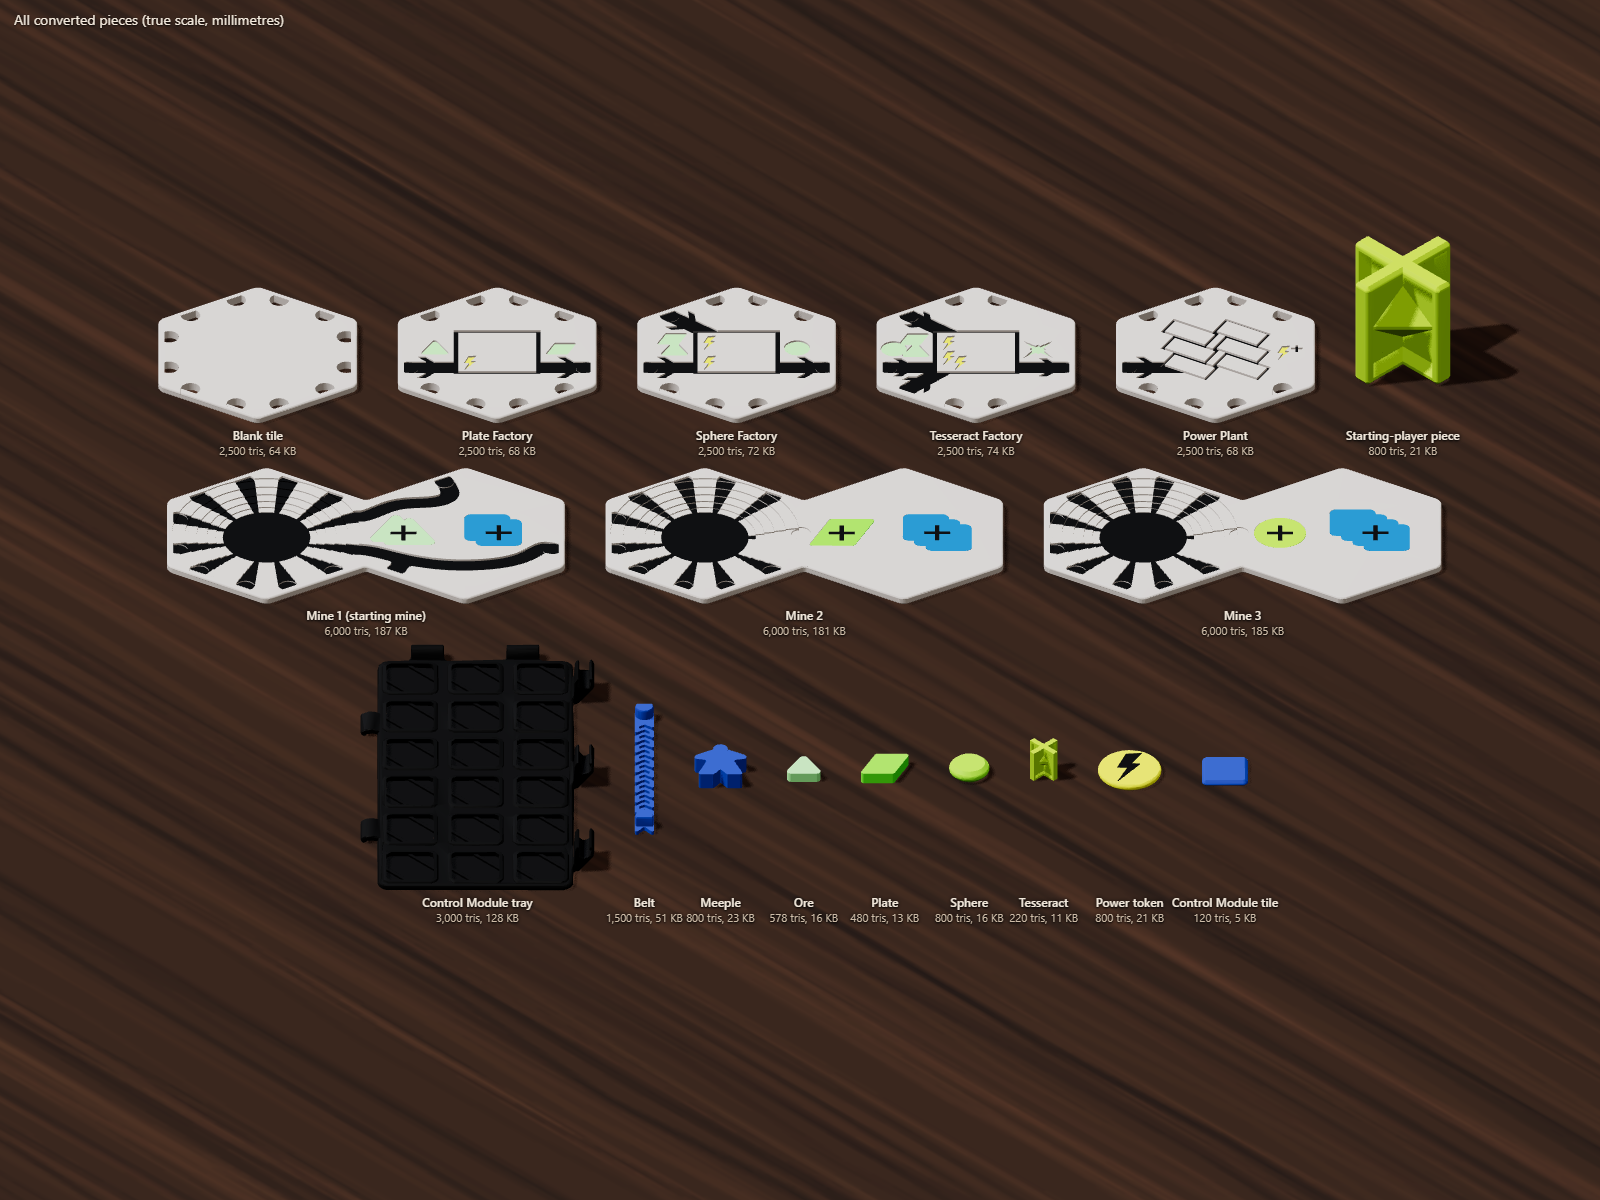 All converted pieces (true scale, millimetres)
Blank tile
2,500 tris, 64 KB
Plate Factory
2,500 tris, 68 KB
Sphere Factory
2,500 tris, 72 KB
Tesseract Factory
2,500 tris, 74 KB
Power Plant
2,500 tris, 68 KB
Starting-player piece
800 tris, 21 KB
Mine 1 (starting mine)
6,000 tris, 187 KB
Mine 2
6,000 tris, 181 KB
Mine 3
6,000 tris, 185 KB
Control Module tray
3,000 tris, 128 KB
Belt
1,500 tris, 51 KB
Meeple
800 tris, 23 KB
Ore
578 tris, 16 KB
Plate
480 tris, 13 KB
Sphere
800 tris, 16 KB
Tesseract
220 tris, 11 KB
Power token
800 tris, 21 KB
Control Module tile
120 tris, 5 KB